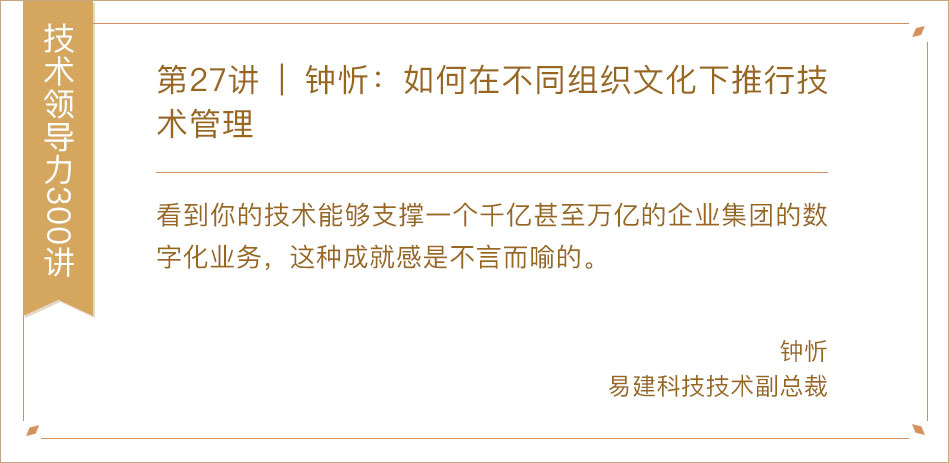 技术领导力300讲
第27讲 | 钟忻：如何在不同组织文化下推行技
术管理
看到你的技术能够支撑一个千亿甚至万亿的企业集团的数
字化业务，这种成就感是不言而喻的。
钟忻
易建科技技术副总裁